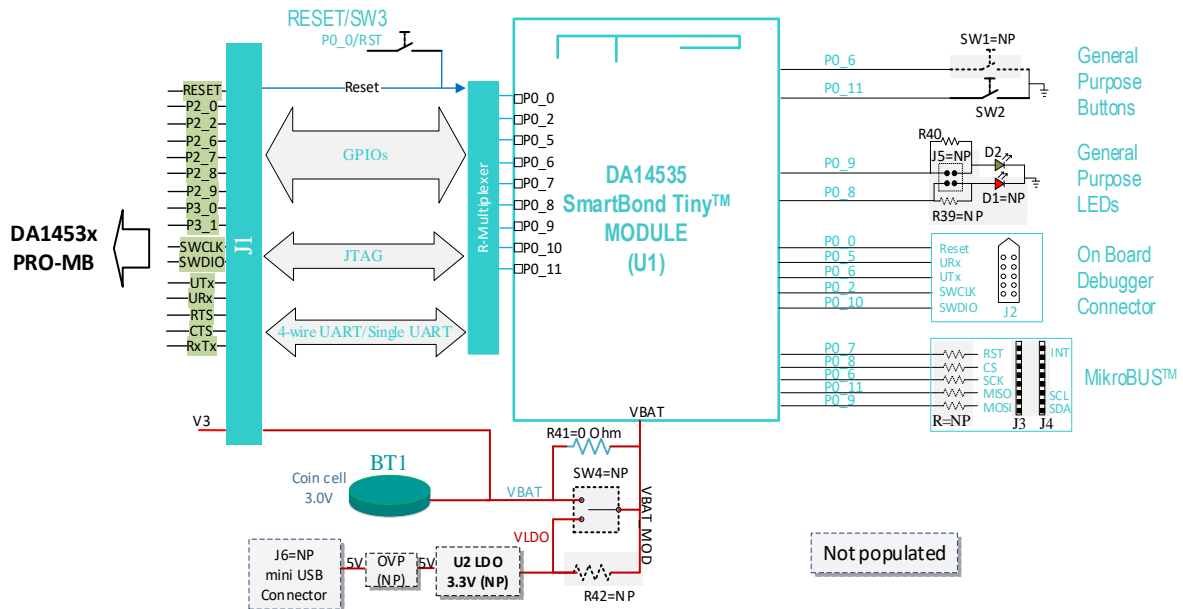 RESET/SW3
P0_0/RST
Reset
RESET
P2_0
P2_2
P2_6
P2_7
P2_8
P2_9
P3_0
P3_1
SWCLK
SWDIO
UTx
URx
RTS
CTS
RxTx
DA1453x
PRO-MB
J1
GPIOs
JTAG
4-wire UART/Single UART
R-Multiplexer
P0_0
P0_2
P0_5
P0_6
P0_7
P0_8
P0_9
P0_10
P0_11
DA14535
SmartBond Tiny™
MODULE
(U1)
VBAT
P0_6
P0_11
SW1=NP
SW2
General
Purpose
Buttons
P0_9
P0_8
R40
J5=NP
D2
D1=NP
R39=NP
General
Purpose
LEDs
P0_0
P0_5
P0_6
P0_2
P0_10
Reset
URx
UTx
SWCLK
SWDIO
J2
On Board
Debugger
Connector
P0_7
P0_8
P0_6
P0_11
P0_9
RST
CS
SCK
MISO
MOSI
R=NP
J3
J4
INT
SCL
SDA
MikroBUS™
V3
R41=0 Ohm
BT1
Coin cell
3.0V
VBAT
SW4=NP
VBAT_MOD
VLDO
J6=NP
mini USB
Connector
5V
OVP
(NP)
5V
U2 LDO
3.3V (NP)
R42=NP
Not populated